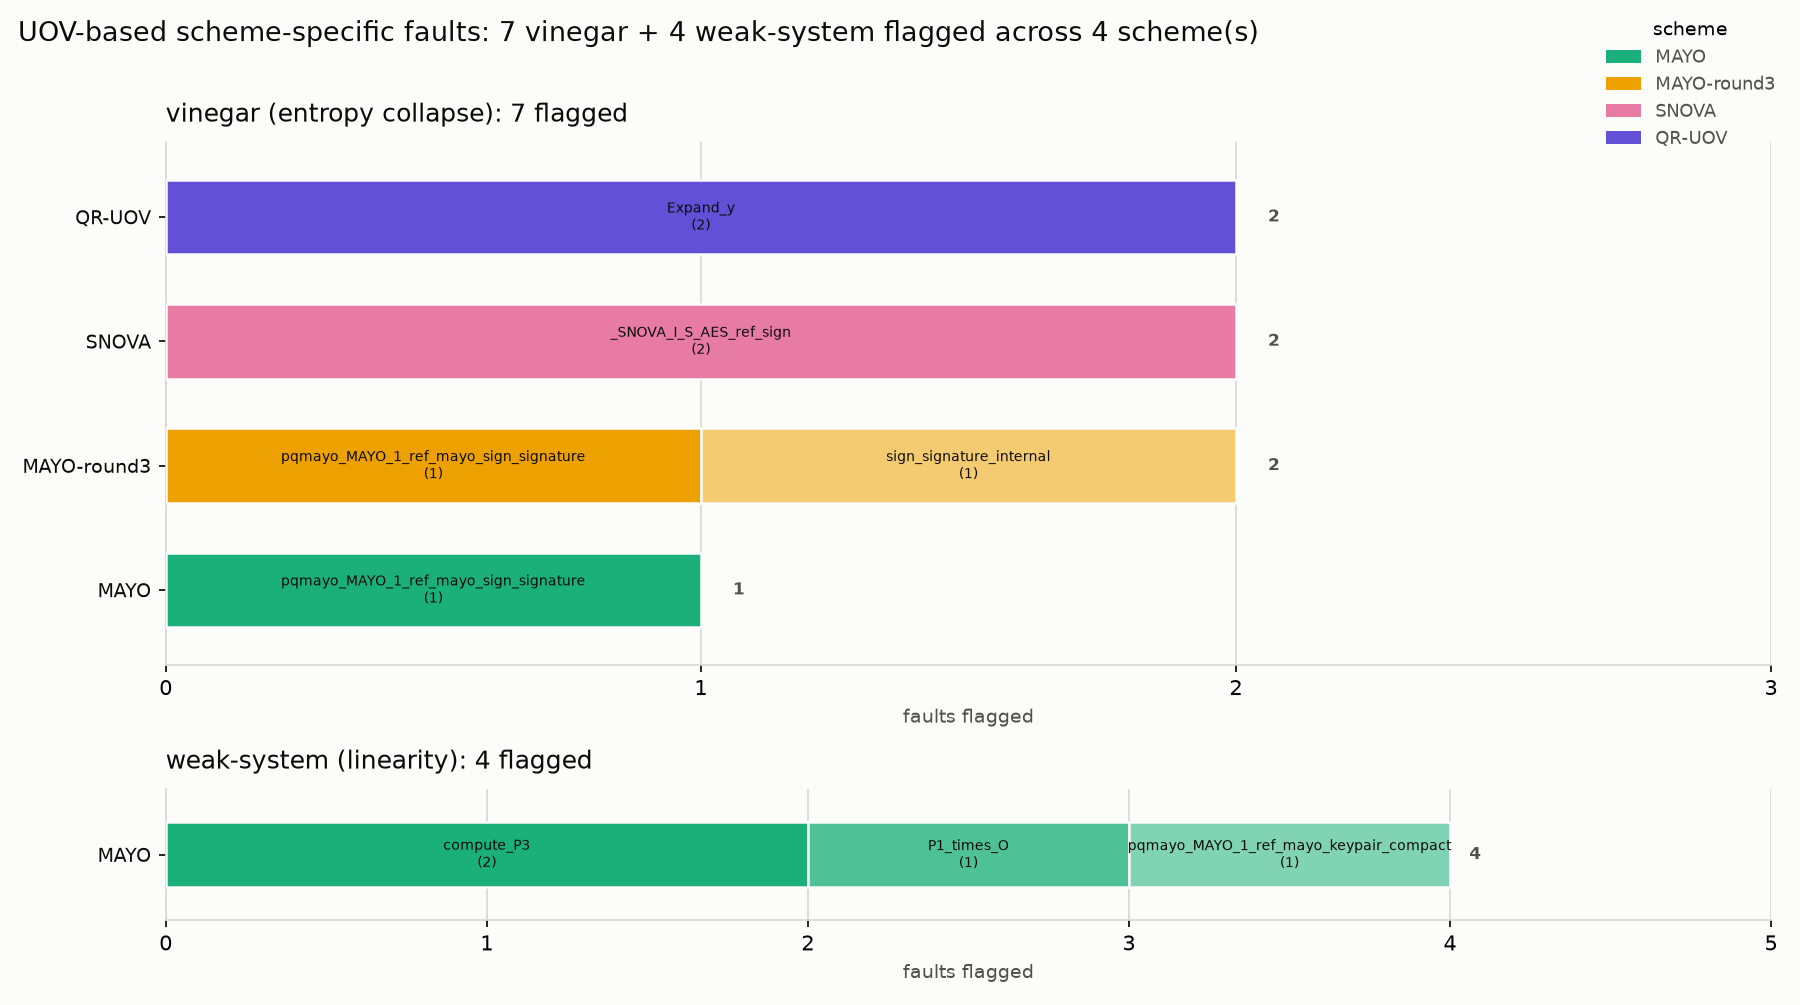 UOV-based scheme-specific faults: 7 vinegar + 4 weak-system flagged across 4 scheme(s)
scheme
MAYO
MAYO-round3
SNOVA
QR-UOV
vinegar (entropy collapse): 7 flagged
QR-UOV
Expand_y
(2)
2
SNOVA
_SNOVA_I_S_AES_ref_sign
(2)
2
MAYO-round3
pqmayo_MAYO_1_ref_mayo_sign_signature
(1)
sign_signature_internal
(1)
2
MAYO
pqmayo_MAYO_1_ref_mayo_sign_signature
(1)
1
0 1 2 3
faults flagged
weak-system (linearity): 4 flagged
MAYO
compute_P3
(2)
P1_times_O
(1)
pqmayo_MAYO_1_ref_mayo_keypair_compact
(1)
4
0 1 2 3 4 5
faults flagged